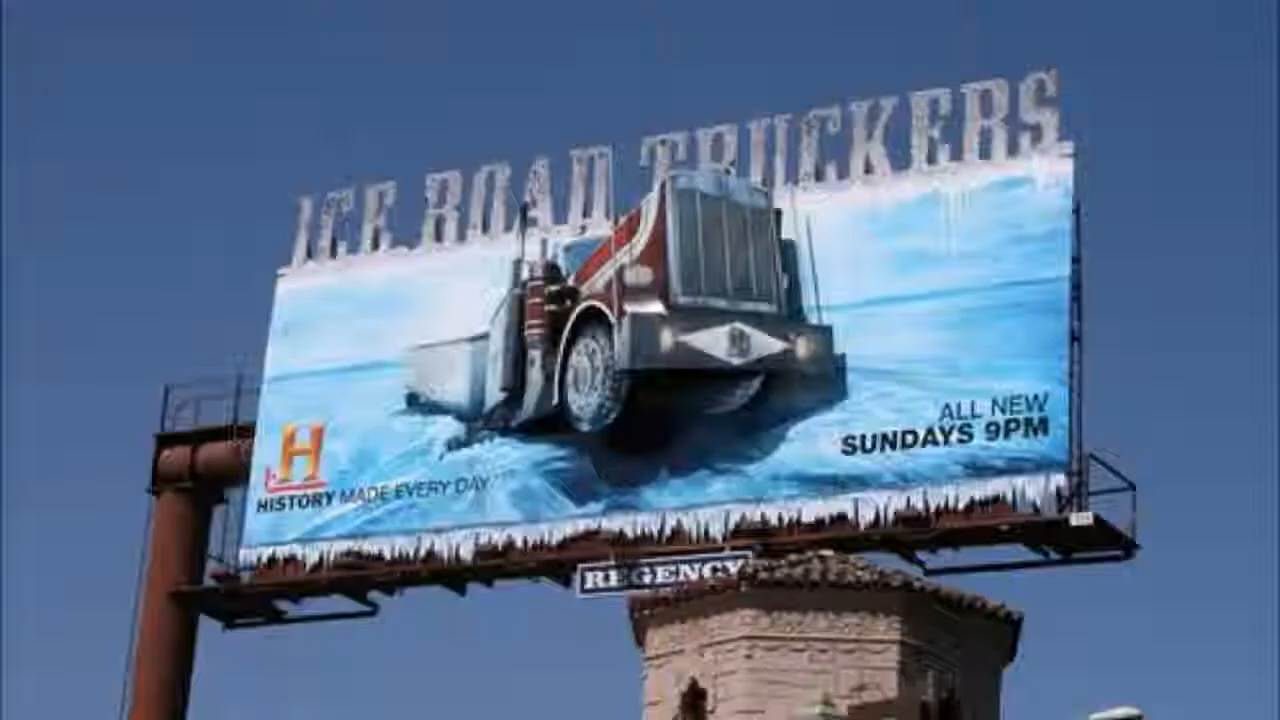 ICE ROAD TRUCKERS
ALL NEW
SUNDAYS 9PM
H
HISTORY MADE EVERY DAY.
REGENCY